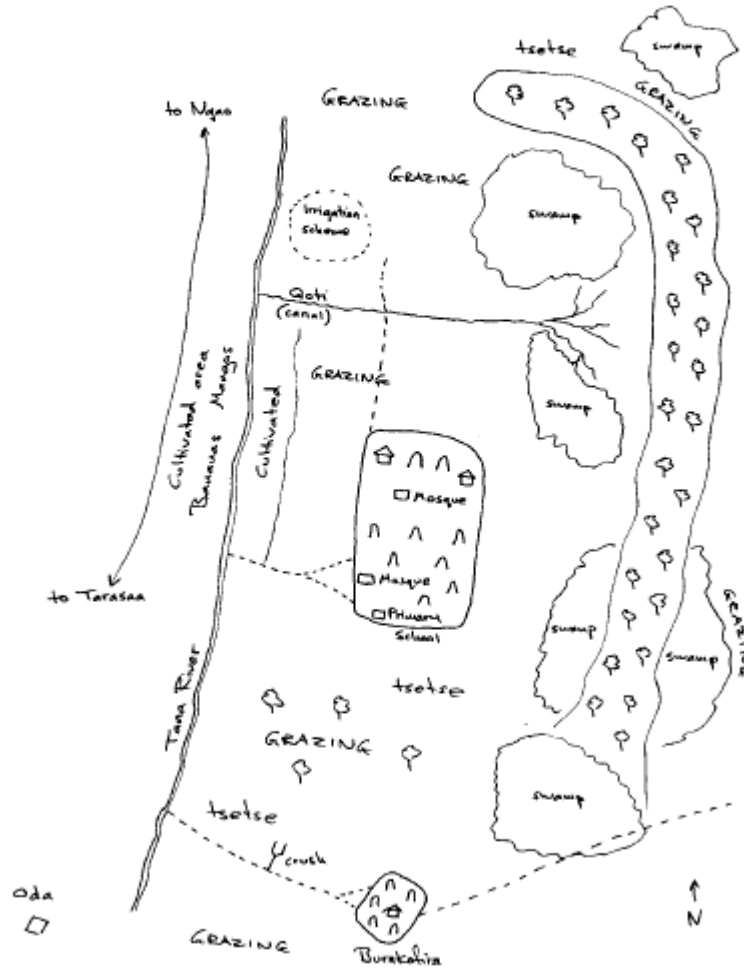 tsetse
swamp
GRAZING
GRAZING
to Ngao
GRAZING
Irrigation
scheme
swamp
Qoti
(canal)
GRAZING
swamp
Cultivated area
Bananas Mangos
Cultivated
Mosque
Mosque
Primary
School
to Tarasaa
swamp
swamp
GRAZING
tsetse
Tana River
GRAZING
tsetse
swamp
crush
Oda
N
GRAZING
Burakofira